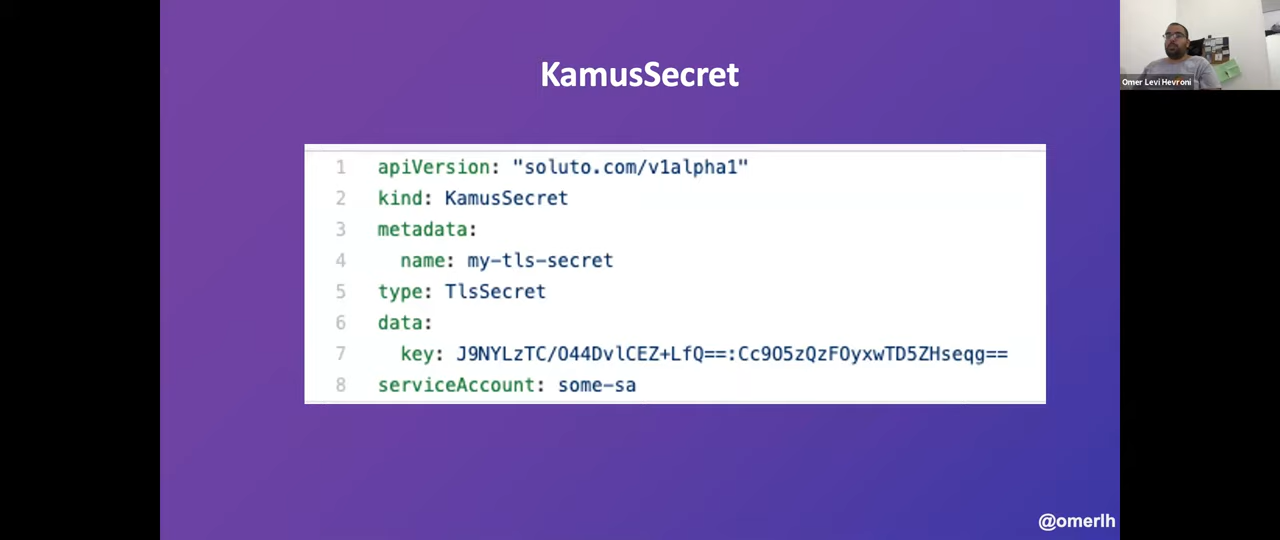 KamusSecret
Omer Levi Hevroni
1 apiVersion: "soluto.com/v1alpha1"
2 kind: KamusSecret
3 metadata:
4   name: my-tls-secret
5 type: TlsSecret
6 data:
7   key: J9NYLzTC/O44DvlCEZ+LfQ==:Cc9O5zQzFOyxwTD5ZHseqg==
8 serviceAccount: some-sa
@omerlh